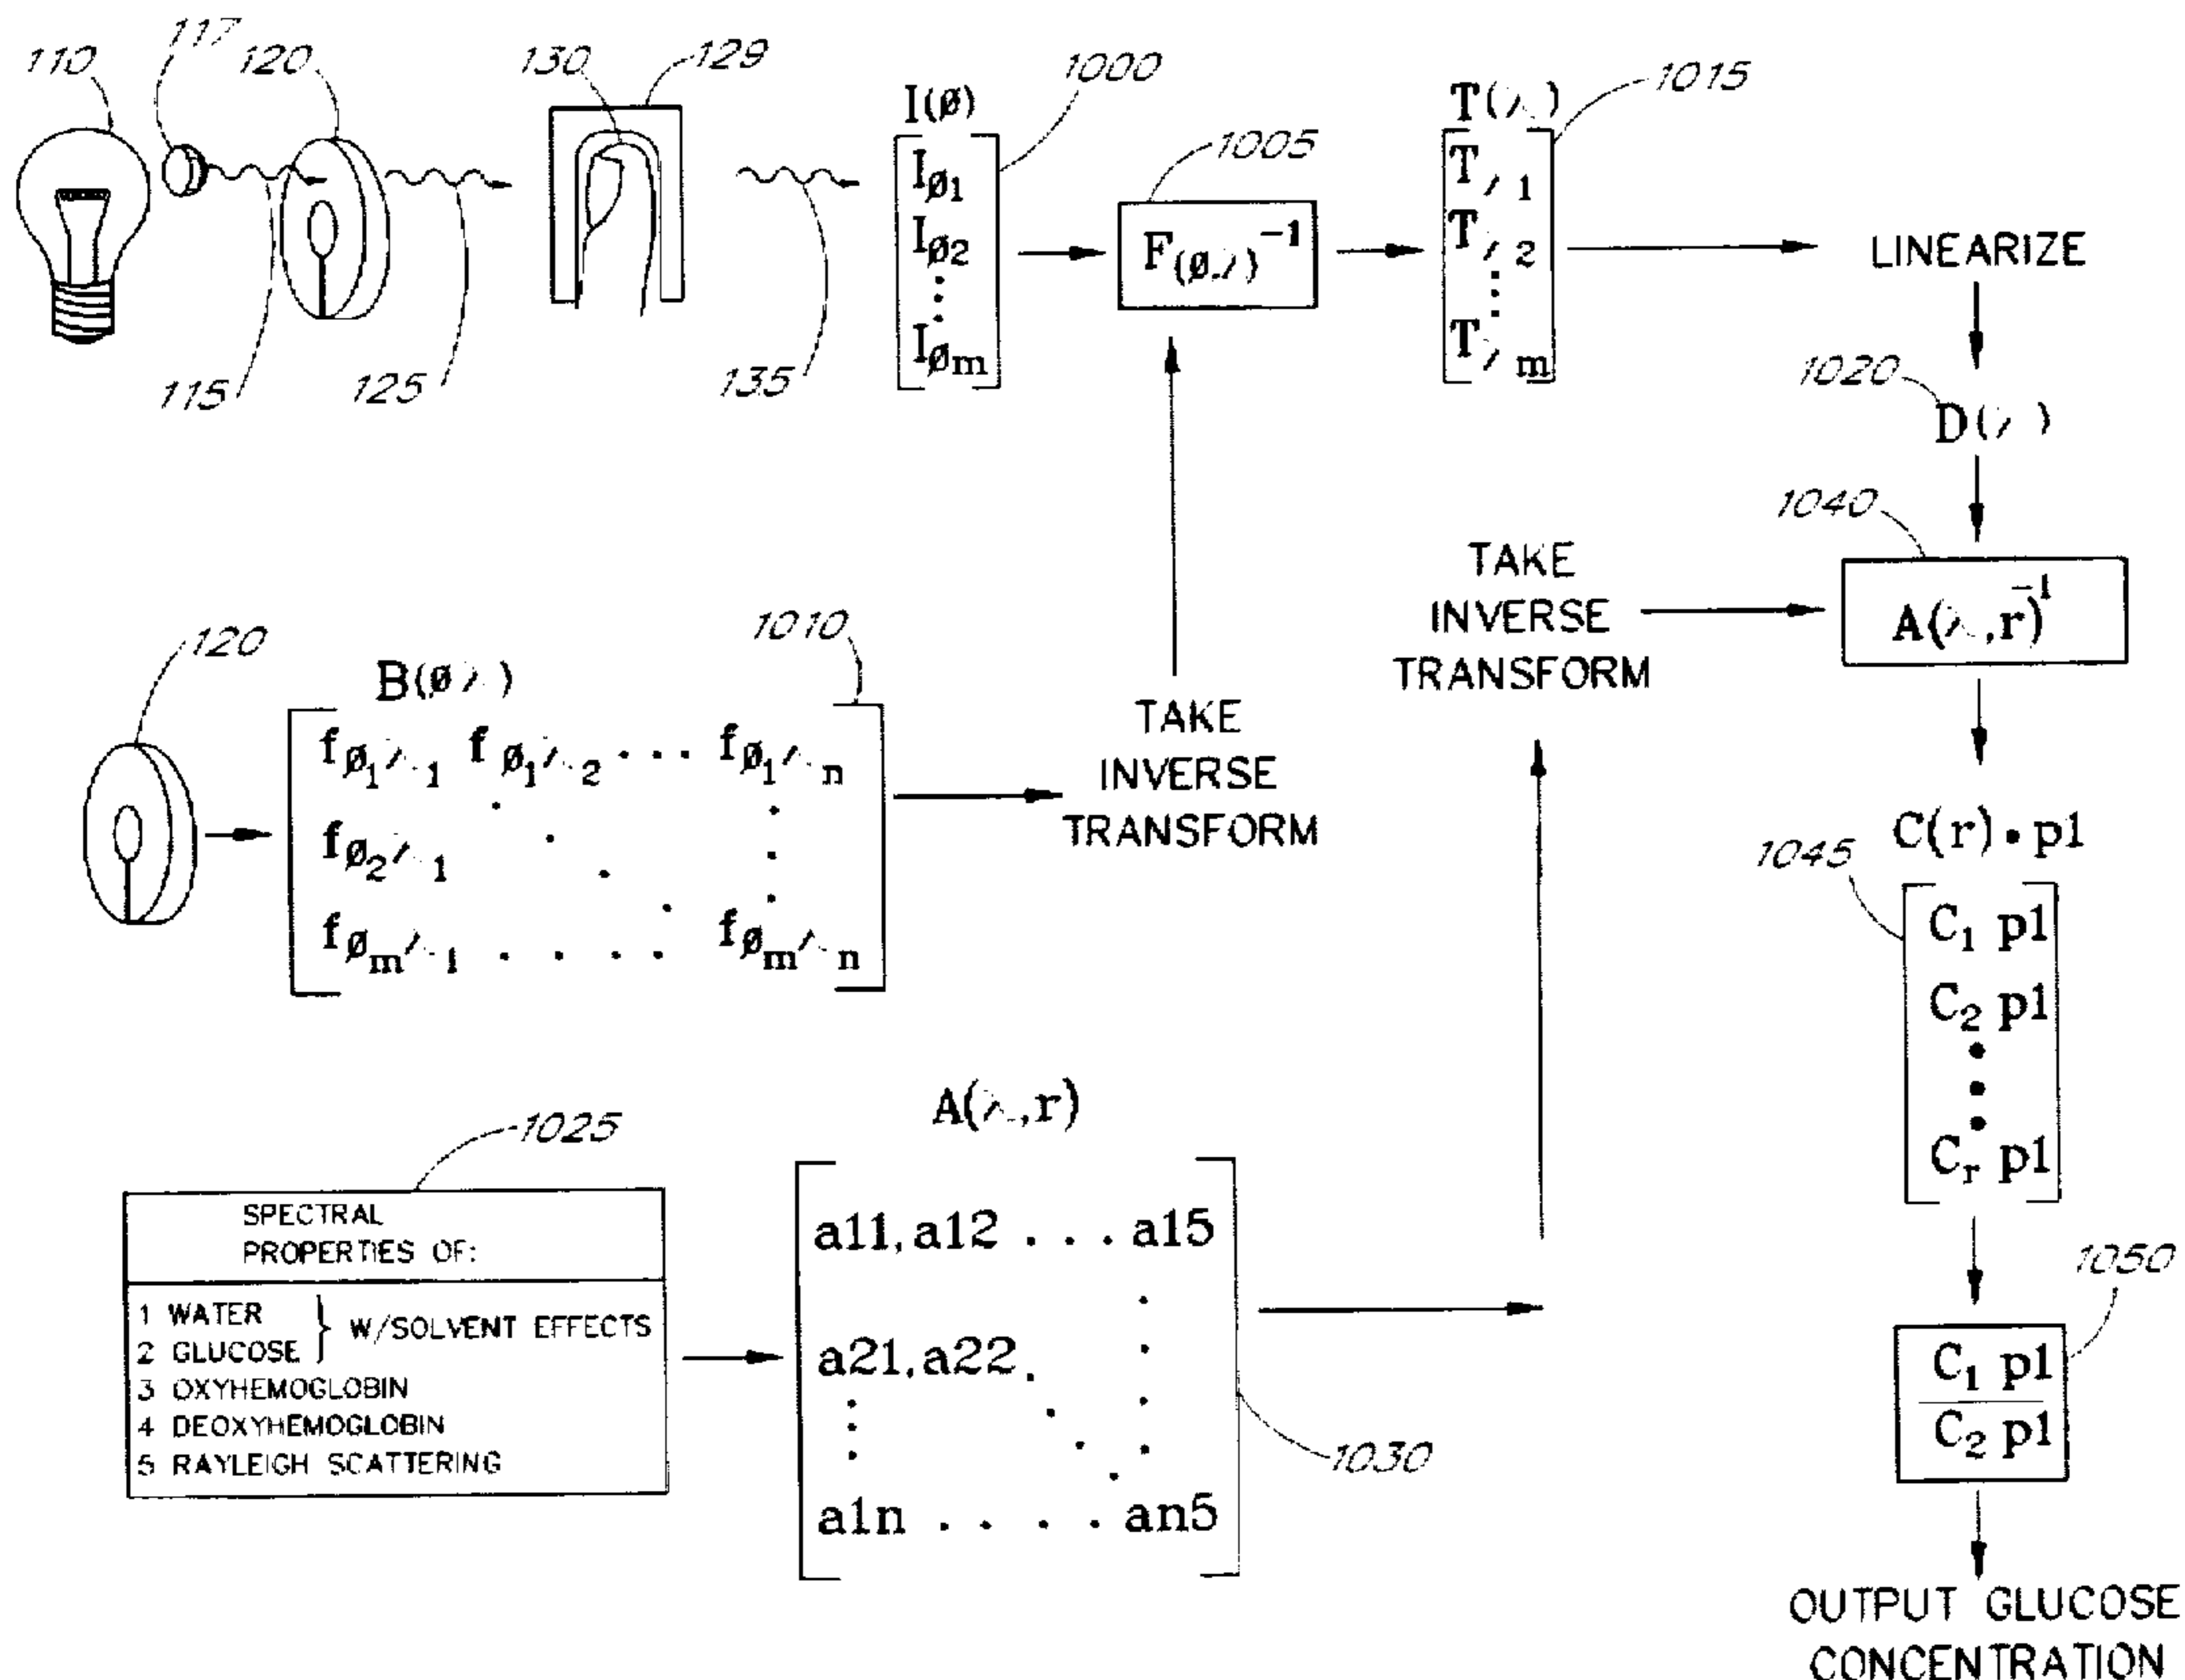 110
117
120
130
129
1000
1015
115
125
135
I(ø)
Iø1
Iø2
Iøm
1005
F(ø,λ)⁻¹
T(λ)
Tλ1
Tλ2
Tλm
LINEARIZE
1020
D(λ)
1040
A(λ,r)⁻¹
TAKE
INVERSE
TRANSFORM
120
1010
B(øλ)
fø1λ1 fø1λ2 ... fø1λn
fø2λ1
fømλ1 . . . . fømλn
TAKE
INVERSE
TRANSFORM
1045
C(r)•p1
C1 p1
C2 p1
Cr p1
1025
SPECTRAL
PROPERTIES OF:
1 WATER
2 GLUCOSE
} W/SOLVENT EFFECTS
3 OXYHEMOGLOBIN
4 DEOXYHEMOGLOBIN
5 RAYLEIGH SCATTERING
A(λ,r)
a11,a12 ... a15
a21,a22.
a1n . . . . an5
1030
1050
C1 p1
C2 p1
OUTPUT GLUCOSE
CONCENTRATION